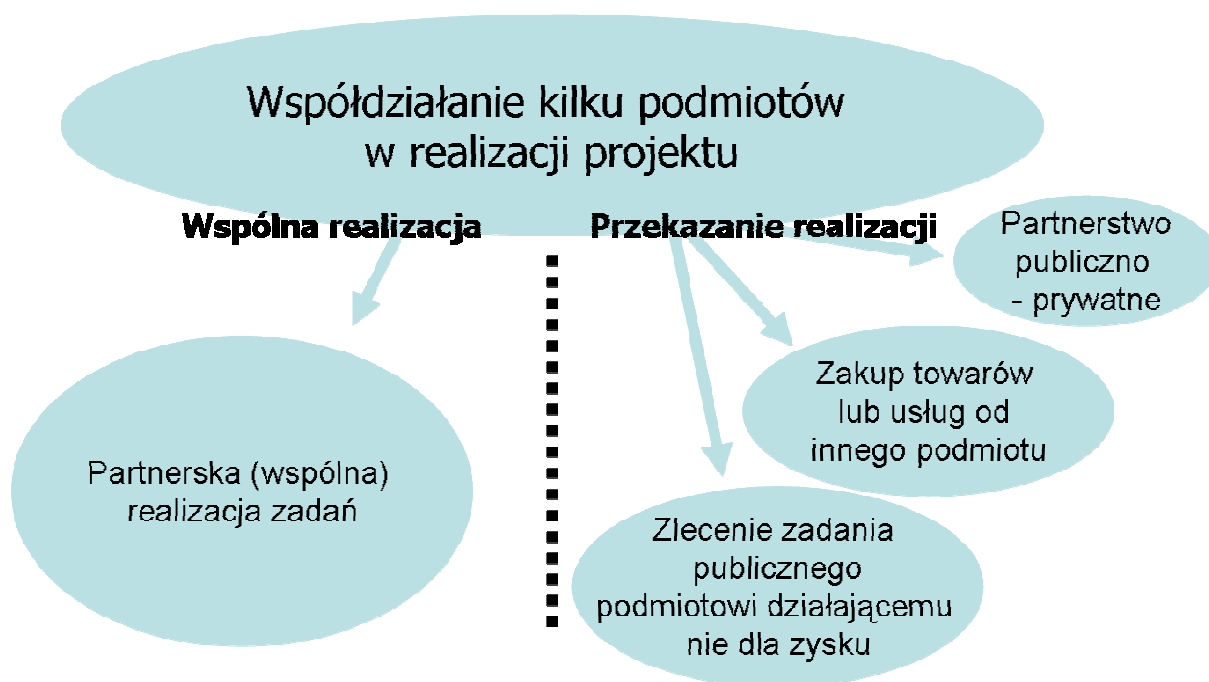 Współdziałanie kilku podmiotów
w realizacji projektu
Wspólna realizacja
Przekazanie realizacji
Partnerstwo
publiczno
- prywatne
Zakup towarów
lub usług od
innego podmiotu
Partnerska (wspólna)
realizacja zadań
Zlecenie zadania
publicznego
podmiotowi działającemu
nie dla zysku